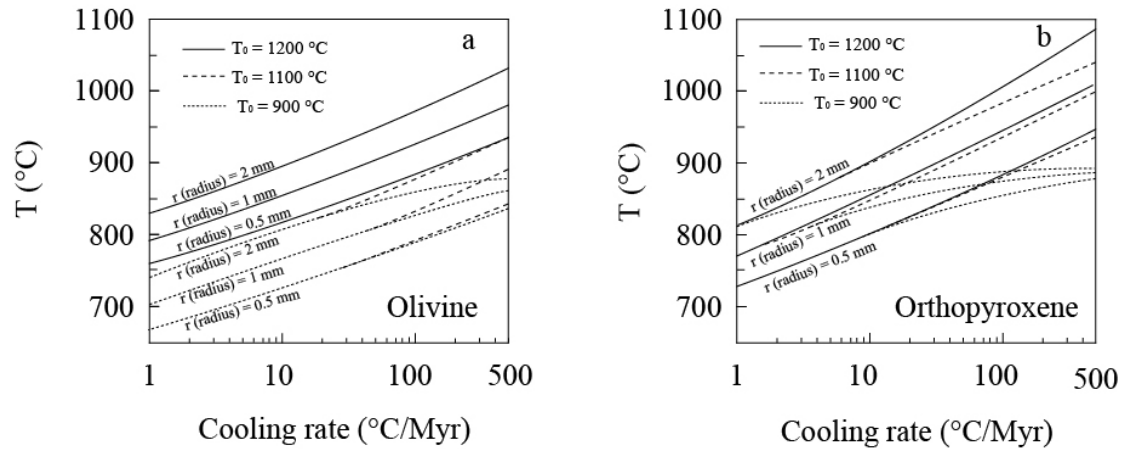 a
T₀ = 1200 °C
T₀ = 1100 °C
T₀ = 900 °C
1100
1000
900
800
700
T (°C)
r (radius) = 2 mm
r (radius) = 1 mm
r (radius) = 0.5 mm
r (radius) = 2 mm
r (radius) = 1 mm
r (radius) = 0.5 mm
Olivine
1 10 100 500
Cooling rate (°C/Myr)
b
T₀ = 1200 °C
T₀ = 1100 °C
T₀ = 900 °C
1100
1000
900
800
700
T (°C)
r (radius) = 2 mm
r (radius) = 1 mm
r (radius) = 0.5 mm
Orthopyroxene
1 10 100 500
Cooling rate (°C/Myr)